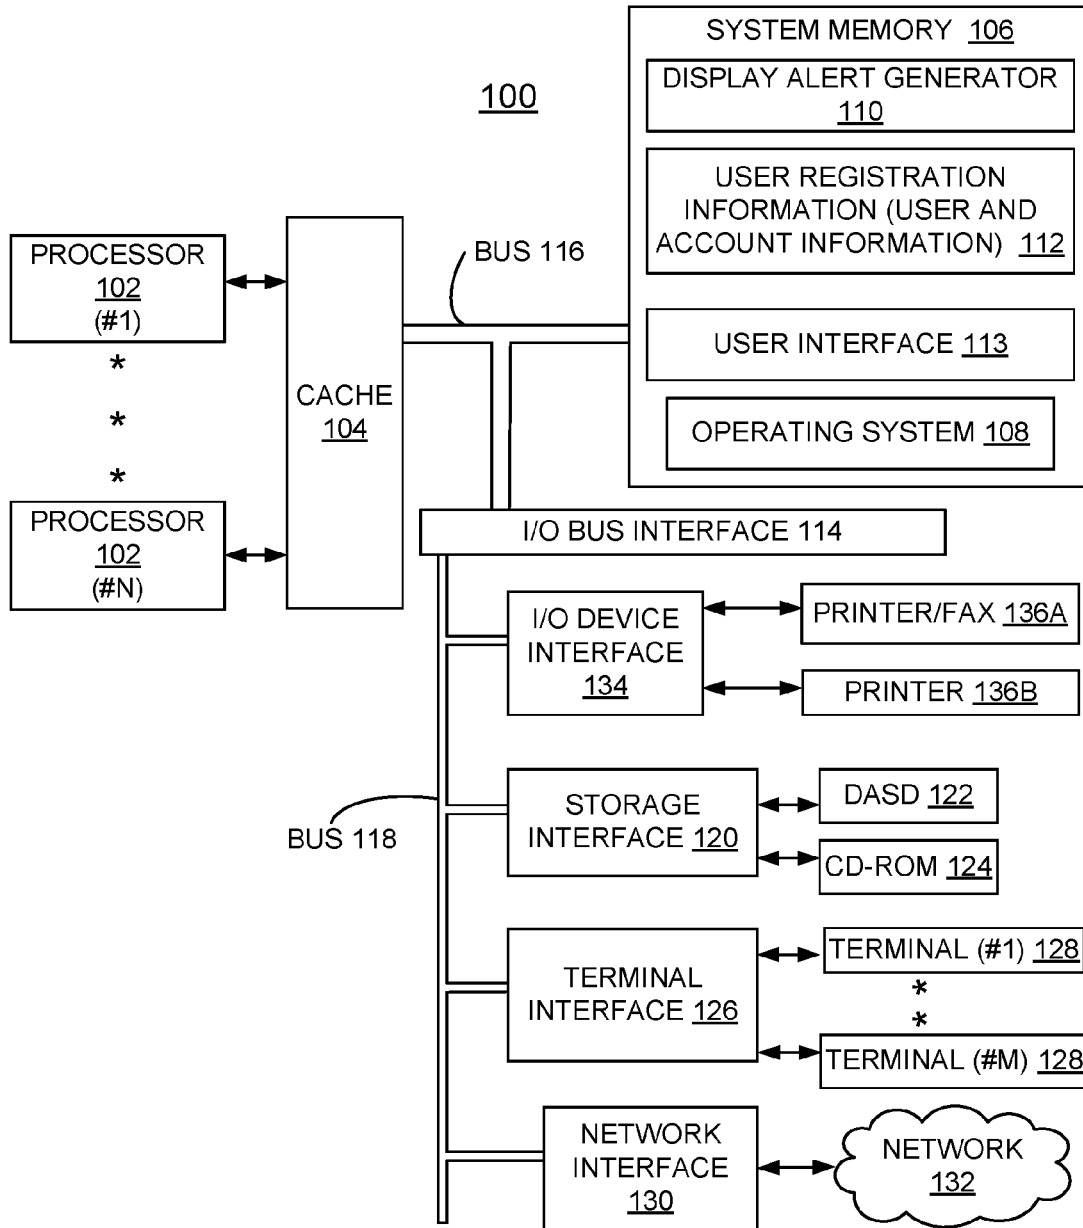 SYSTEM MEMORY 106
DISPLAY ALERT GENERATOR
110
100
USER REGISTRATION
INFORMATION (USER AND
ACCOUNT INFORMATION) 112
BUS 116
PROCESSOR
102
(#1)
*
*
*
USER INTERFACE 113
CACHE
104
OPERATING SYSTEM 108
PROCESSOR
102
(#N)
I/O BUS INTERFACE 114
I/O DEVICE
INTERFACE
134
PRINTER/FAX 136A
PRINTER 136B
STORAGE
INTERFACE 120
DASD 122
CD-ROM 124
BUS 118
TERMINAL
INTERFACE 126
TERMINAL (#1) 128
*
*
TERMINAL (#M) 128
NETWORK
INTERFACE
130
NETWORK
132